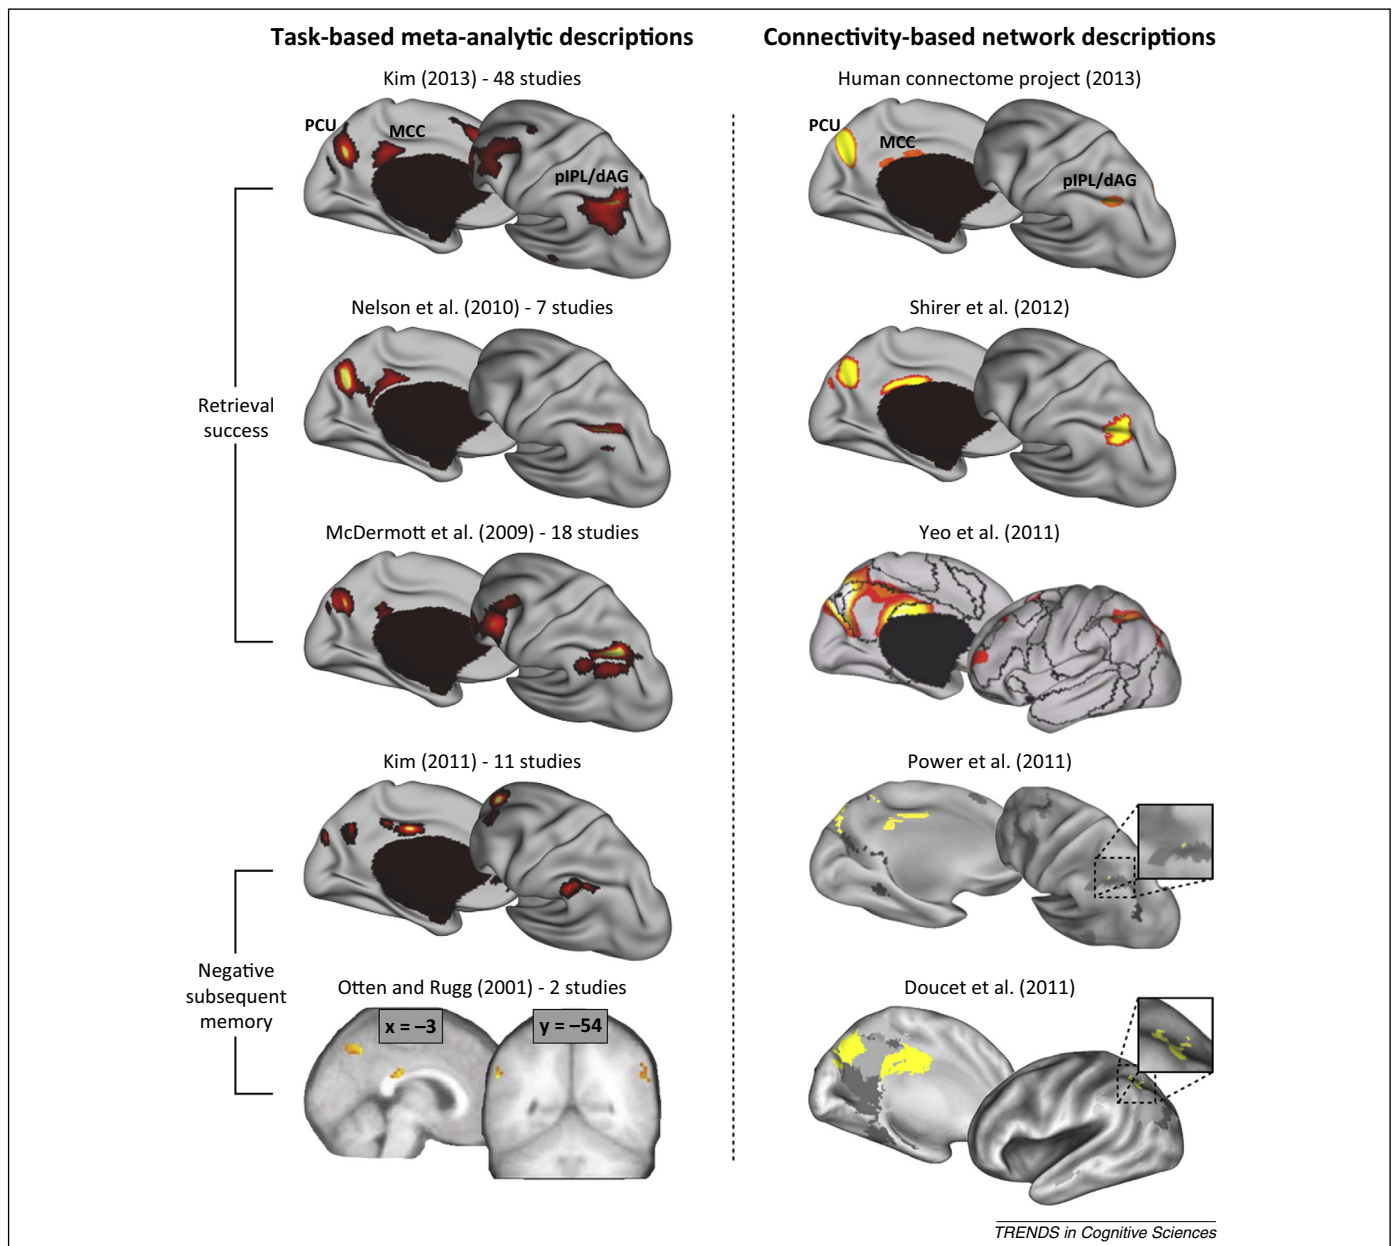 Task-based meta-analytic descriptions
Connectivity-based network descriptions
Kim (2013) - 48 studies
Human connectome project (2013)
PCU
MCC
pIPL/dAG
PCU
MCC
pIPL/dAG
Nelson et al. (2010) - 7 studies
Shirer et al. (2012)
Retrieval
success
McDermott et al. (2009) - 18 studies
Yeo et al. (2011)
Kim (2011) - 11 studies
Power et al. (2011)
Negative
subsequent
memory
Otten and Rugg (2001) - 2 studies
Doucet et al. (2011)
x = –3
y = –54
TRENDS in Cognitive Sciences